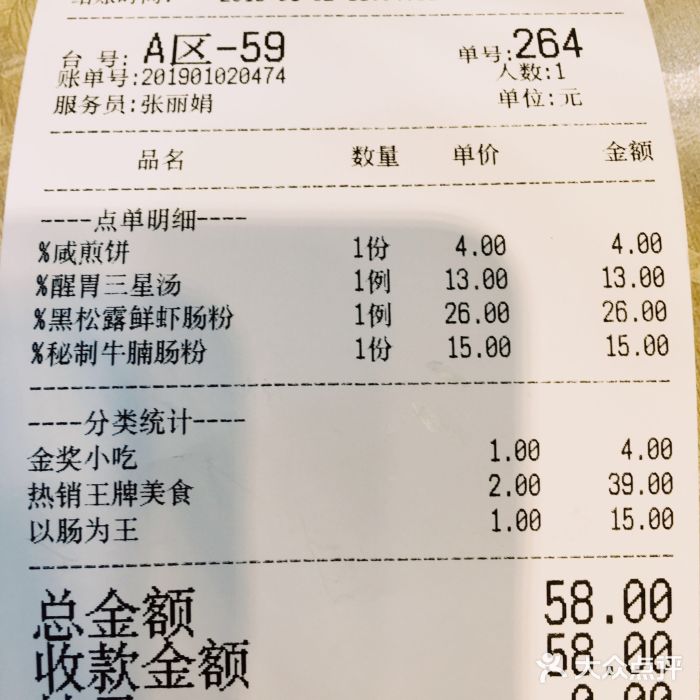 台 号: A区-59 单号:264
账单号:201901020474 人数:1
服务员:张丽娟 单位:元
品名 数量 单价 金额
----点单明细----
%咸煎饼 1份 4.00 4.00
%醒胃三星汤 1例 13.00 13.00
%黑松露鲜虾肠粉 1例 26.00 26.00
%秘制牛腩肠粉 1份 15.00 15.00
----分类统计----
金奖小吃 1.00 4.00
热销王牌美食 2.00 39.00
以肠为王 1.00 15.00
总金额 58.00
收款金额 58.00
0.00
大众点评